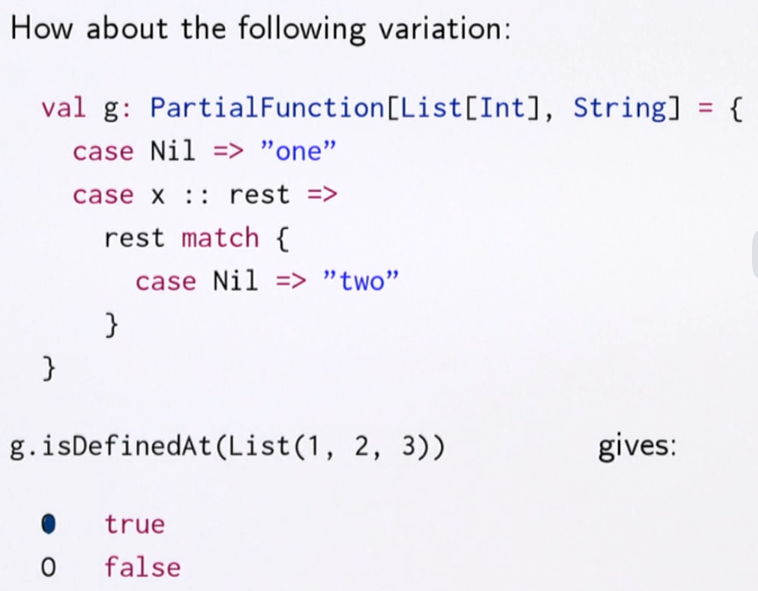 How about the following variation:
val g: PartialFunction[List[Int], String] = {
case Nil => ”one”
case x :: rest =>
rest match {
case Nil => ”two”
}
}
g.isDefinedAt(List(1, 2, 3)) gives:
true
O false